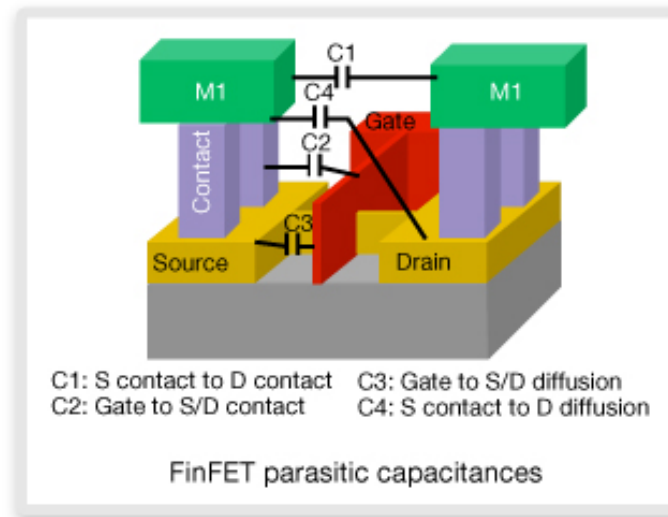 C1
M1
M1
C4
Gate
C2
Contact
C3
Source
Drain
C1: S contact to D contact
C3: Gate to S/D diffusion
C2: Gate to S/D contact
C4: S contact to D diffusion
FinFET parasitic capacitances